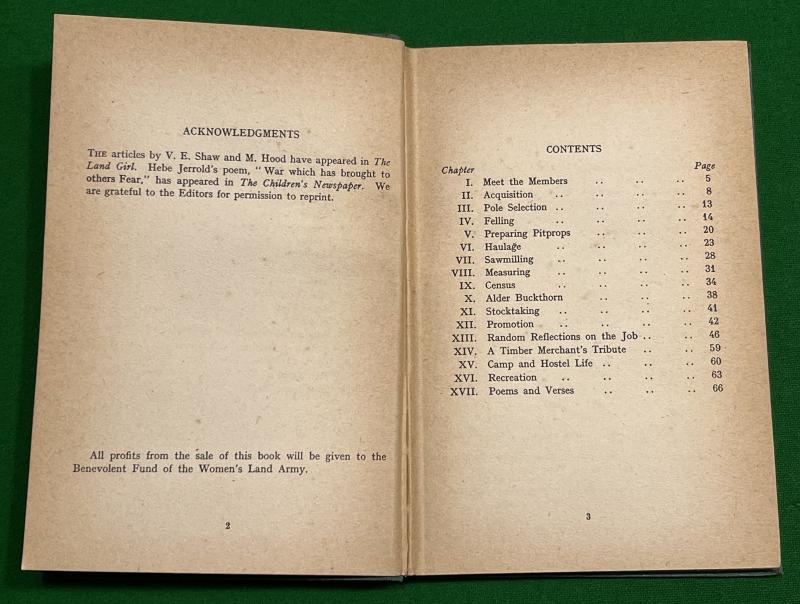 ACKNOWLEDGMENTS
THE articles by V. E. Shaw and M. Hood have appeared in The
Land Girl. Hebe Jerrold's poem, "War which has brought to
others Fear," has appeared in The Children's Newspaper. We
are grateful to the Editors for permission to reprint.
All profits from the sale of this book will be given to the
Benevolent Fund of the Women's Land Army.
2
CONTENTS
Chapter Page
I. Meet the Members .. .. .. 5
II. Acquisition .. .. .. .. 8
III. Pole Selection .. .. .. .. 13
IV. Felling .. .. .. .. 14
V. Preparing Pitprops .. .. .. 20
VI. Haulage .. .. .. .. 23
VII. Sawmilling .. .. .. .. 28
VIII. Measuring .. .. .. .. 31
IX. Census .. .. .. .. 34
X. Alder Buckthorn .. .. .. 38
XI. Stocktaking .. .. .. .. 41
XII. Promotion .. .. .. .. 42
XIII. Random Reflections on the Job .. .. 46
XIV. A Timber Merchant's Tribute .. .. 59
XV. Camp and Hostel Life .. .. .. 60
XVI. Recreation .. .. .. .. 63
XVII. Poems and Verses .. .. .. 66
3